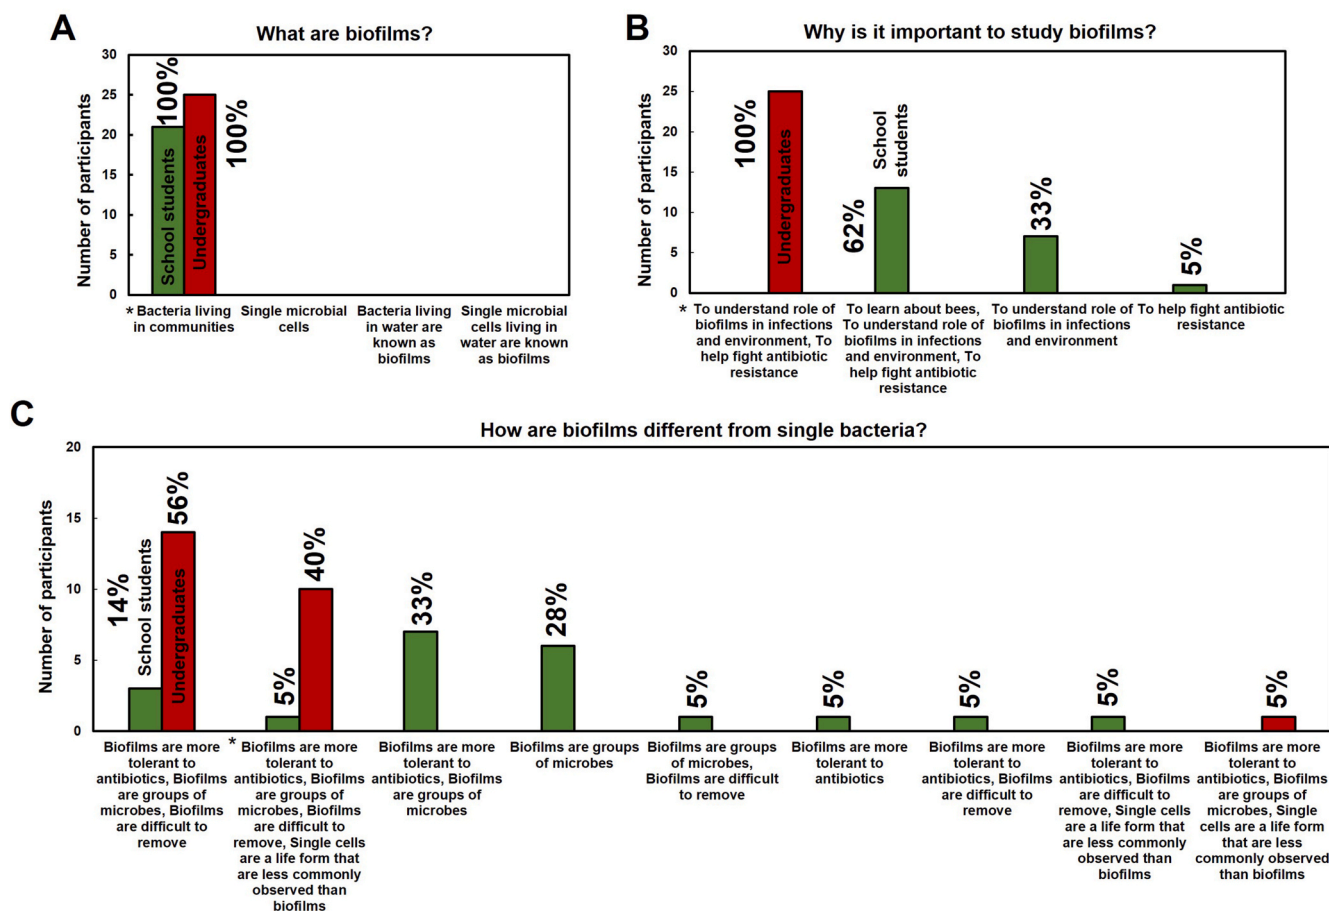 A
What are biofilms?
Number of participants
30
25
20
15
10
5
0
100%
School students
Undergraduates
100%
* Bacteria living
in communities
Single microbial
cells
Bacteria living
in water are
known as
biofilms
Single microbial
cells living in
water are known
as biofilms
B
Why is it important to study biofilms?
Number of participants
30
25
20
15
10
5
0
100%
Undergraduates
62%
School
students
33%
5%
* To understand role of
biofilms in infections
and environment, To
help fight antibiotic
resistance
To learn about bees,
To understand role of
biofilms in infections
and environment, To
help fight antibiotic
resistance
To understand role of
biofilms in infections
and environment
To help fight antibiotic
resistance
C
How are biofilms different from single bacteria?
Number of participants
20
15
10
5
0
14%
School students
56%
Undergraduates
5%
40%
33%
28%
5%
5%
5%
5%
5%
Biofilms are more
tolerant to
antibiotics, Biofilms
are groups of
microbes, Biofilms
are difficult to
remove
* Biofilms are more
tolerant to
antibiotics, Biofilms
are groups of
microbes, Biofilms
are difficult to
remove, Single cells
are a life form that
are less commonly
observed than
biofilms
Biofilms are more
tolerant to
antibiotics, Biofilms
are groups of
microbes
Biofilms are groups
of microbes
Biofilms are groups
of microbes,
Biofilms are difficult
to remove
Biofilms are more
tolerant to
antibiotics
Biofilms are more
tolerant to
antibiotics, Biofilms
are difficult to
remove
Biofilms are more
tolerant to
antibiotics, Biofilms
are difficult to
remove, Single cells
are a life form that
are less commonly
observed than
biofilms
Biofilms are more
tolerant to
antibiotics, Biofilms
are groups of
microbes, Single
cells are a life form
that are less
commonly observed
than biofilms